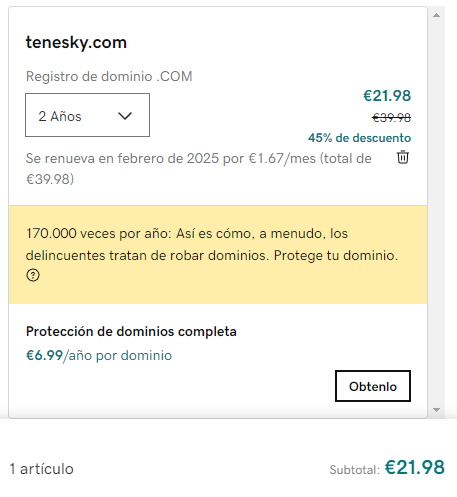 tenesky.com
Registro de dominio .COM
2 Años
€21.98
€39.98
45% de descuento
Se renueva en febrero de 2025 por €1.67/mes (total de
€39.98)
170.000 veces por año: Así es cómo, a menudo, los
delincuentes tratan de robar dominios. Protege tu dominio.
?
Protección de dominios completa
€6.99/año por dominio
Obtenlo
1 artículo
Subtotal: €21.98